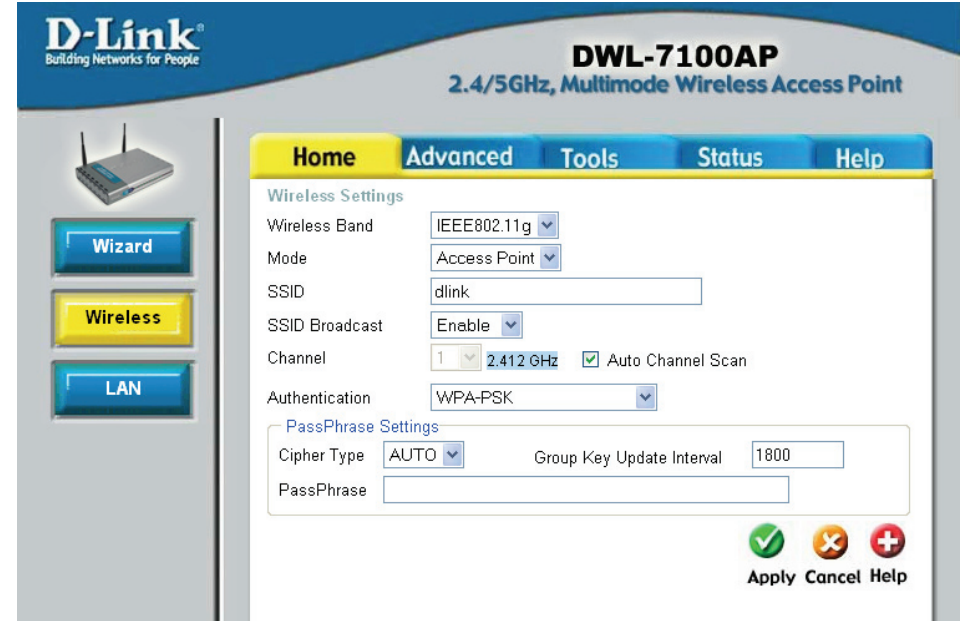 D-Link®
Building Networks for People
DWL-7100AP
2.4/5GHz, Multimode Wireless Access Point
Home Advanced Tools Status Help
Wizard
Wireless
LAN
Wireless Settings
Wireless Band IEEE802.11g
Mode Access Point
SSID dlink
SSID Broadcast Enable
Channel 1 2.412 GHz Auto Channel Scan
Authentication WPA-PSK
PassPhrase Settings
Cipher Type AUTO Group Key Update Interval 1800
PassPhrase
Apply Cancel Help